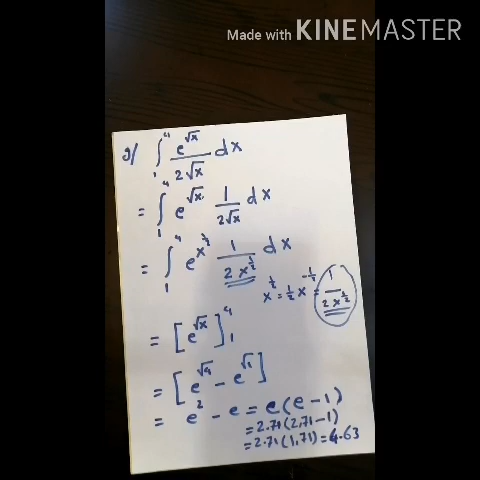 Made with KINEMASTER
9/ ∫₁⁴ e^√x / 2√x dx
= ∫₁⁴ e^√x 1/2√x dx
= ∫₁⁴ e^x^½ 1/2x^½ dx
x^½ = ½ x^-½ = 1/2x^½
= [e^√x]₁⁴
= [e^√4 - e^√1]
= e² - e = e(e-1)
= 2.71(2.71-1)
= 2.71(1.71) = 4.63